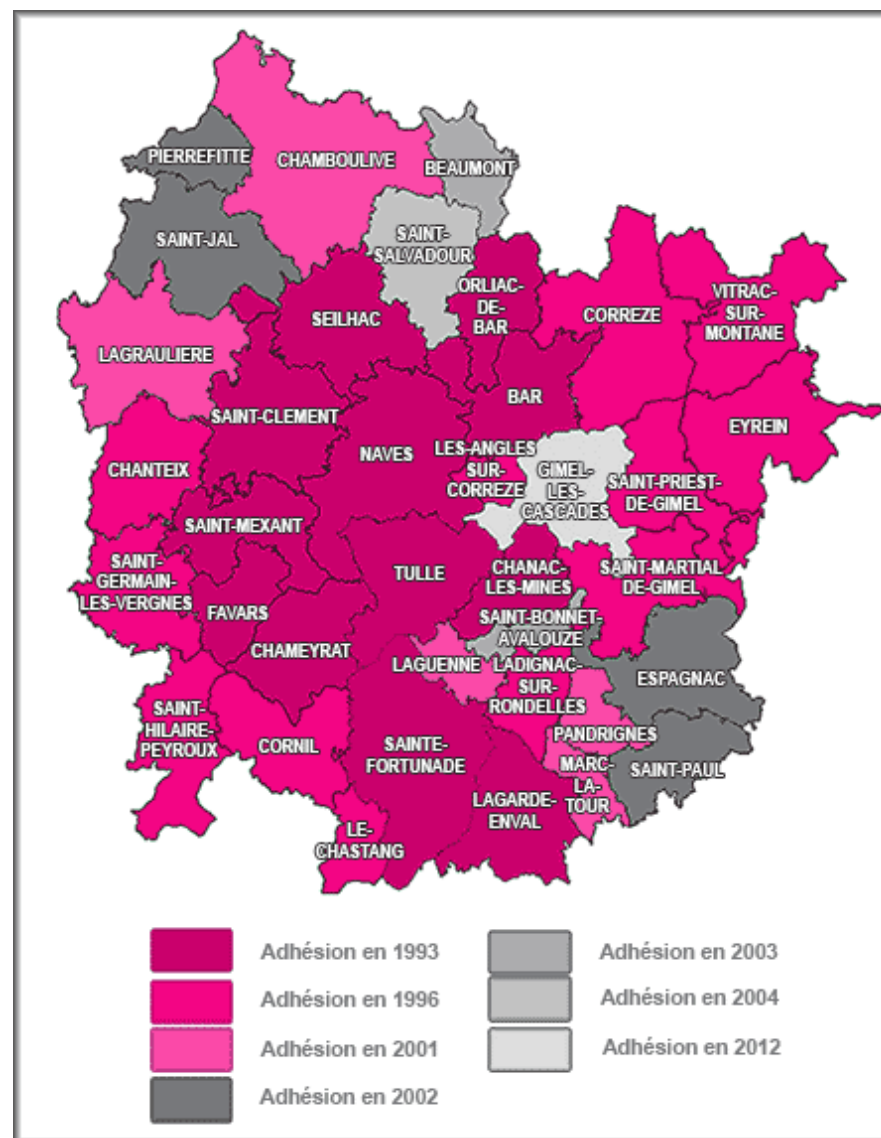 PIERREFITTE
CHAMBOULIVE
BEAUMONT
SAINT-JAL
SAINT-
SALVADOUR
ORLIAC-
DE-
BAR
SEILHAC
CORREZE
VITRAC-
SUR-
MONTANE
LAGRAULIERE
SAINT-CLEMENT
BAR
EYREIN
CHANTEIX
NAVES
LES-ANGLES
SUR-
CORREZE
GIMEL-
LES-
CASCADES
SAINT-PRIEST-
DE-GIMEL
SAINT-MEXANT
SAINT-
GERMAIN-
LES-VERGNES
TULLE
CHANAC-
LES-MINES
SAINT-MARTIAL
DE-GIMEL
FAVARS
SAINT-BONNET-
AVALOUZE
CHAMEYRAT
LAGUENNE
LADIGNAC-
SUR-
RONDELLES
ESPAGNAC
SAINT-
HILAIRE-
PEYROUX
CORNIL
SAINTE-
FORTUNADE
PANDRIGNES
MARC-
LA-
TOUR
SAINT-PAUL
LAGARDE-
ENVAL
LE-
CHASTANG
Adhésion en 1993
Adhésion en 1996
Adhésion en 2001
Adhésion en 2002
Adhésion en 2003
Adhésion en 2004
Adhésion en 2012